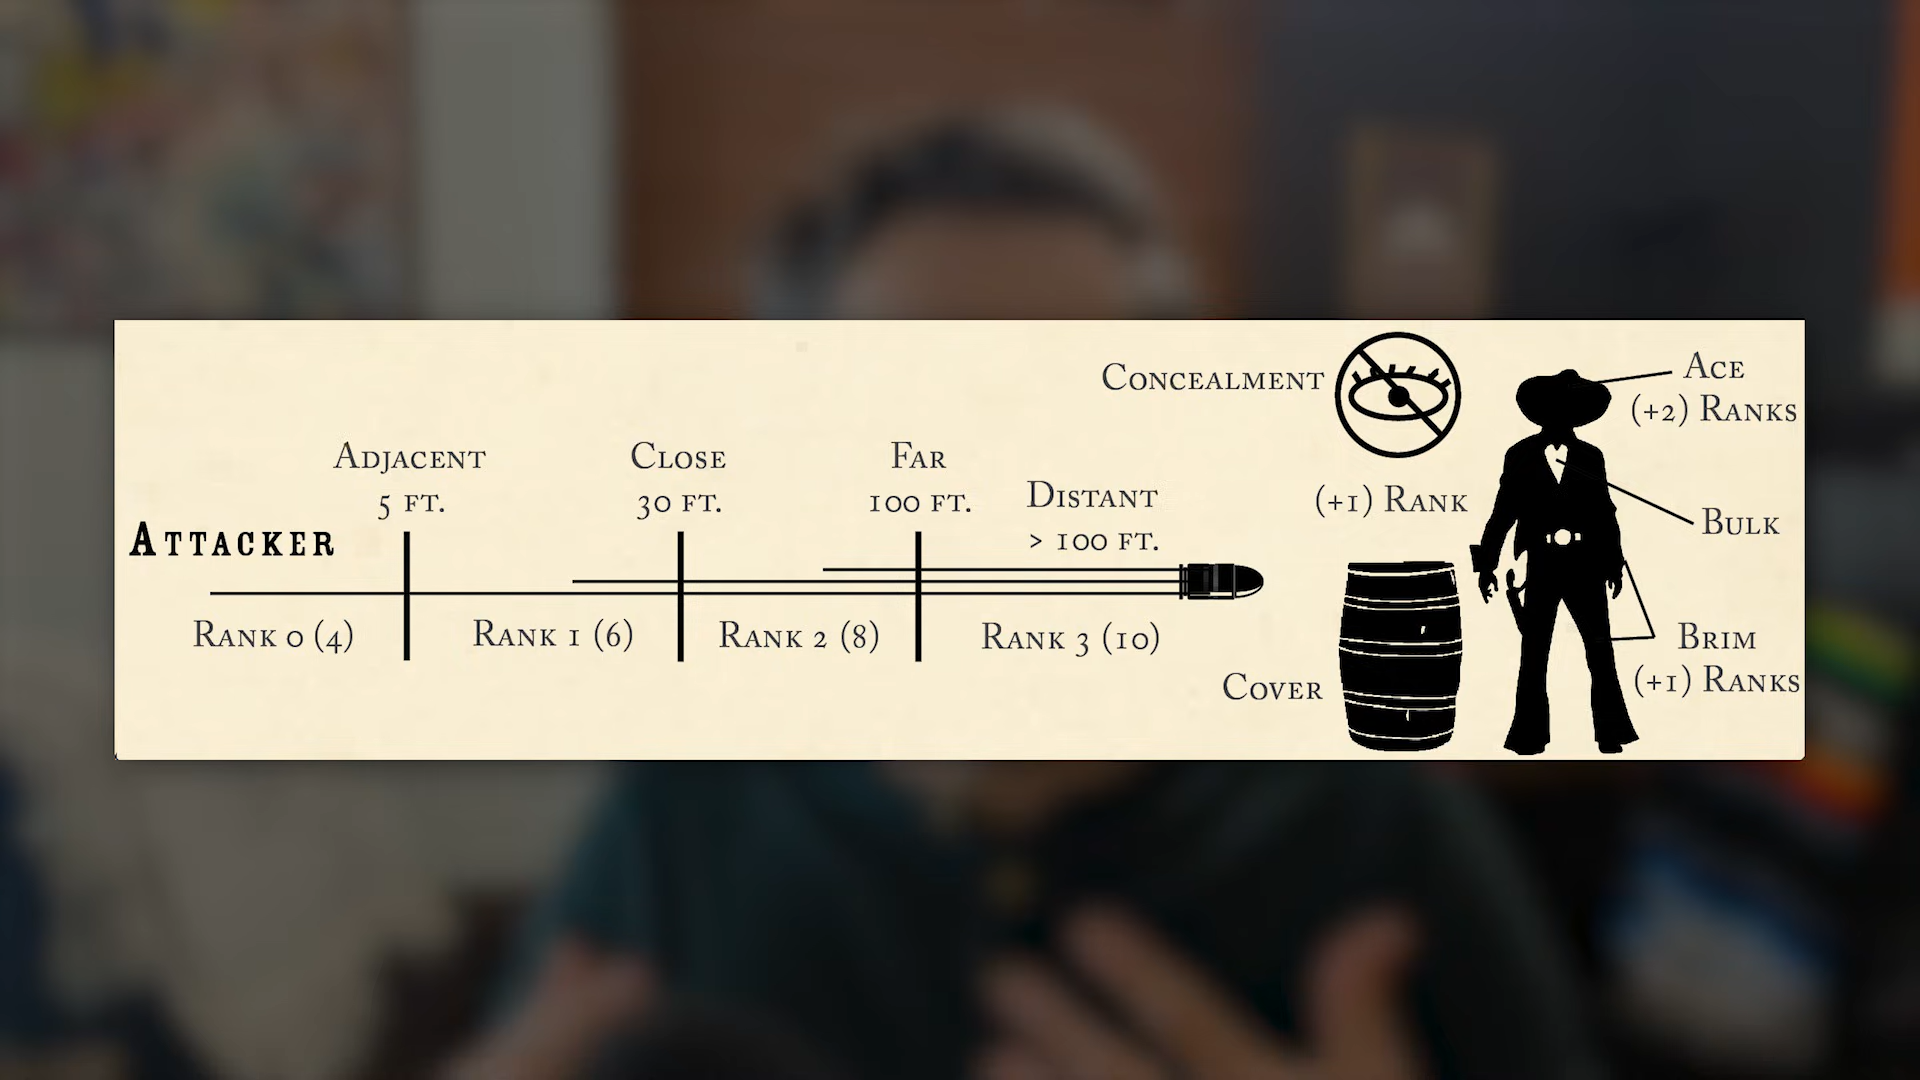 Attacker
Adjacent
5 ft.
Close
30 ft.
Far
100 ft.
Distant
> 100 ft.
Rank 0 (4)
Rank 1 (6)
Rank 2 (8)
Rank 3 (10)
Concealment
(+1) Rank
Cover
Ace
(+2) Ranks
Bulk
Brim
(+1) Ranks